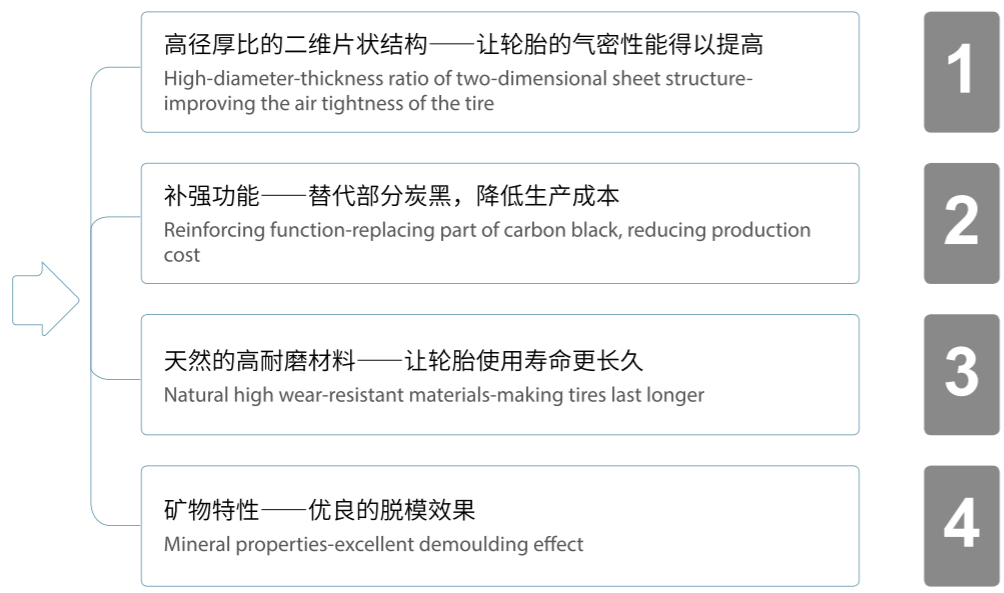 高径厚比的二维片状结构——让轮胎的气密性能得以提高
High-diameter-thickness ratio of two-dimensional sheet structure-
improving the air tightness of the tire
1
补强功能——替代部分炭黑，降低生产成本
Reinforcing function-replacing part of carbon black, reducing production
cost
2
天然的高耐磨材料——让轮胎使用寿命更长久
Natural high wear-resistant materials-making tires last longer
3
矿物特性——优良的脱模效果
Mineral properties-excellent demoulding effect
4